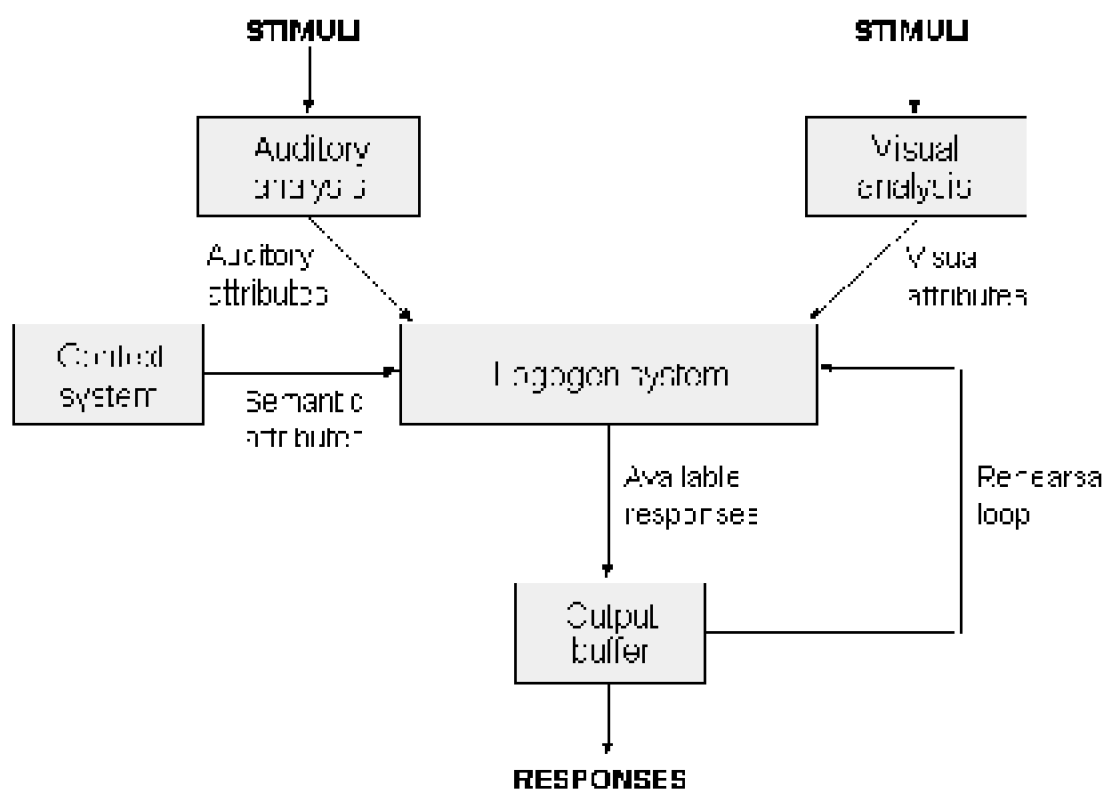 STIMULI
STIMULI
Auditory
analysis
Visual
analysis
Auditory
attributes
Visual
attributes
Context
system
Logogen system
Semantic
attributes
Available
responses
Rehearsal
loop
Output
buffer
RESPONSES